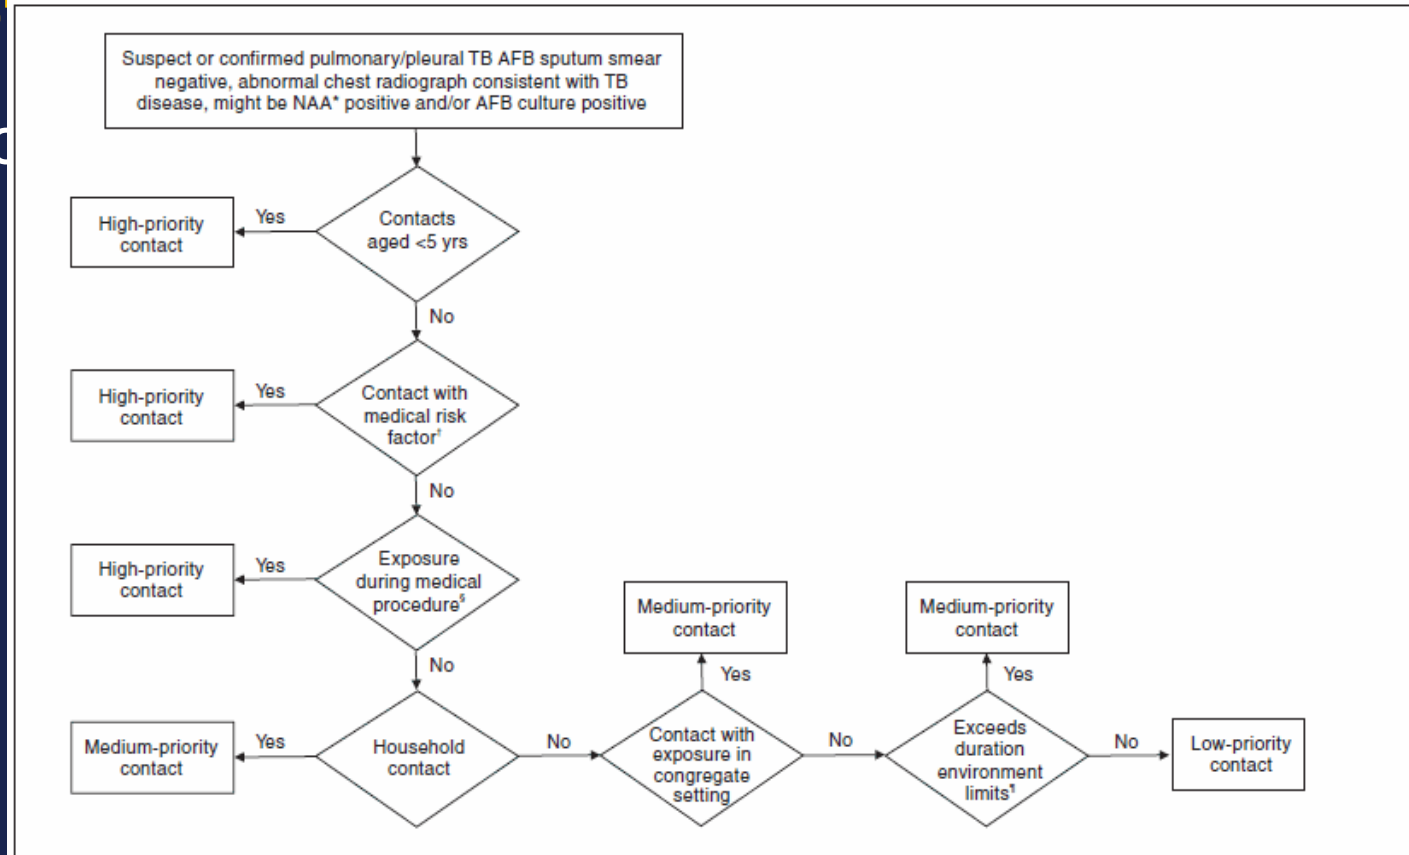 Suspect or confirmed pulmonary/pleural TB AFB sputum smear
negative, abnormal chest radiograph consistent with TB
disease, might be NAA* positive and/or AFB culture positive
High-priority
contact
Yes
Contacts
aged <5 yrs
No
High-priority
contact
Yes
Contact with
medical risk
factor†
No
High-priority
contact
Yes
Exposure
during medical
procedure§
No
Medium-priority
contact
Yes
Household
contact
No
Medium-priority
contact
Yes
Contact with
exposure in
congregate
setting
No
Medium-priority
contact
Yes
Exceeds
duration
environment
limits¶
No
Low-priority
contact